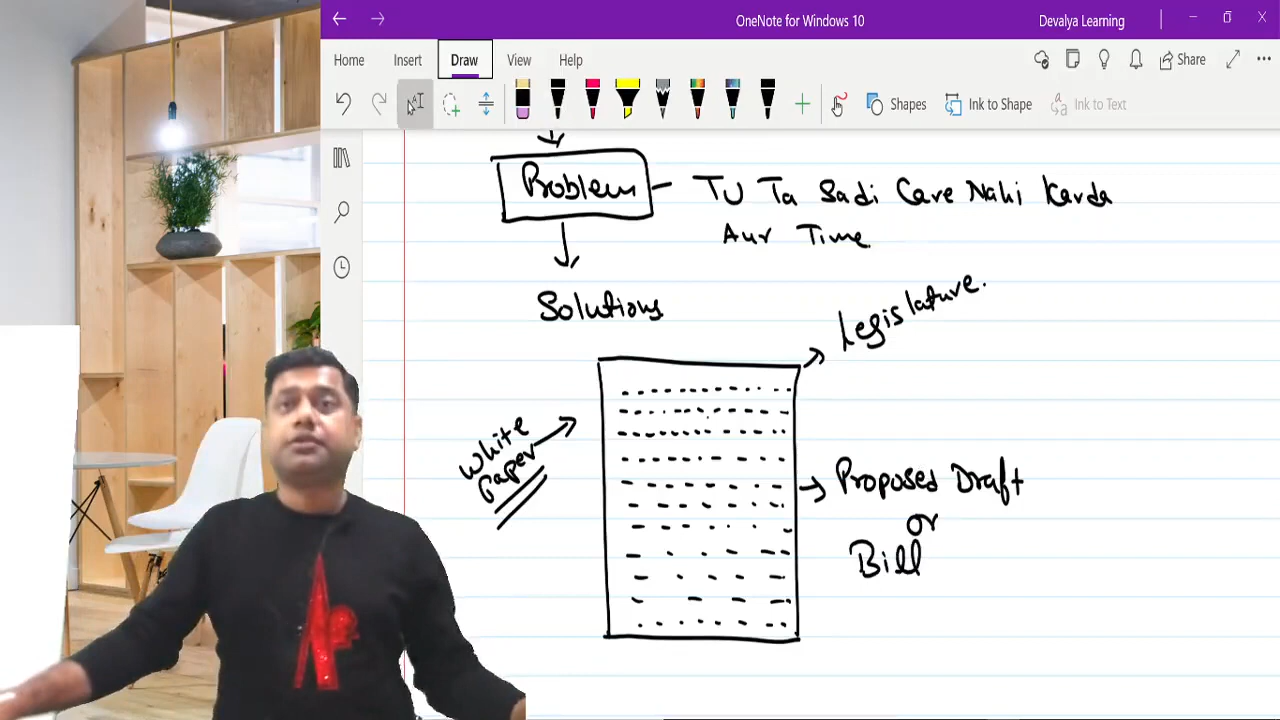 OneNote for Windows 10
Devalya Learning
Home Insert Draw View Help
Share
Shapes
Ink to Shape
Ink to Text
Problem - TU Ta Sadi Care Nahi Karda
Aur Time
Solutions
Legislature.
White
Paper
Proposed Draft
or
Bill